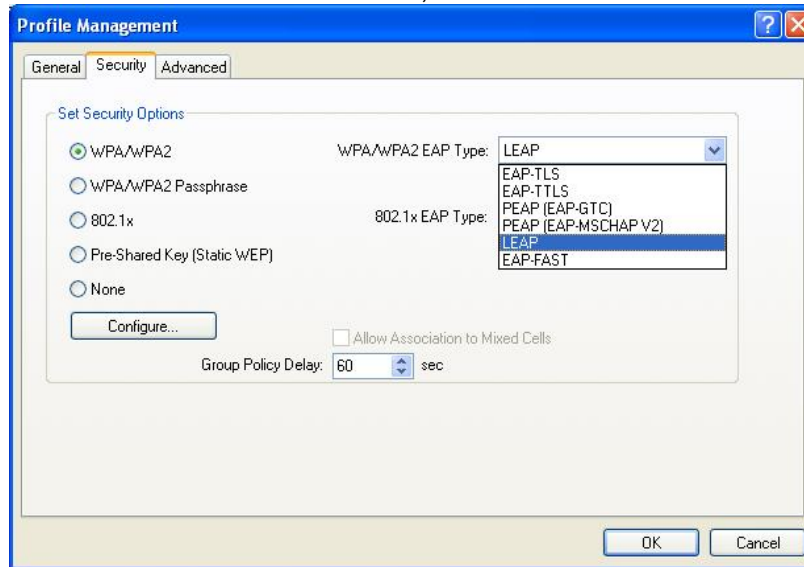 Profile Management
General Security Advanced
Set Security Options
WPA/WPA2 WPA/WPA2 EAP Type: LEAP
EAP-TLS
EAP-TTLS
WPA/WPA2 Passphrase
PEAP (EAP-GTC)
802.1x 802.1x EAP Type: PEAP (EAP-MSCHAP V2)
LEAP
Pre-Shared Key (Static WEP) EAP-FAST
None
Configure...
Allow Association to Mixed Cells
Group Policy Delay: 60 sec
OK Cancel